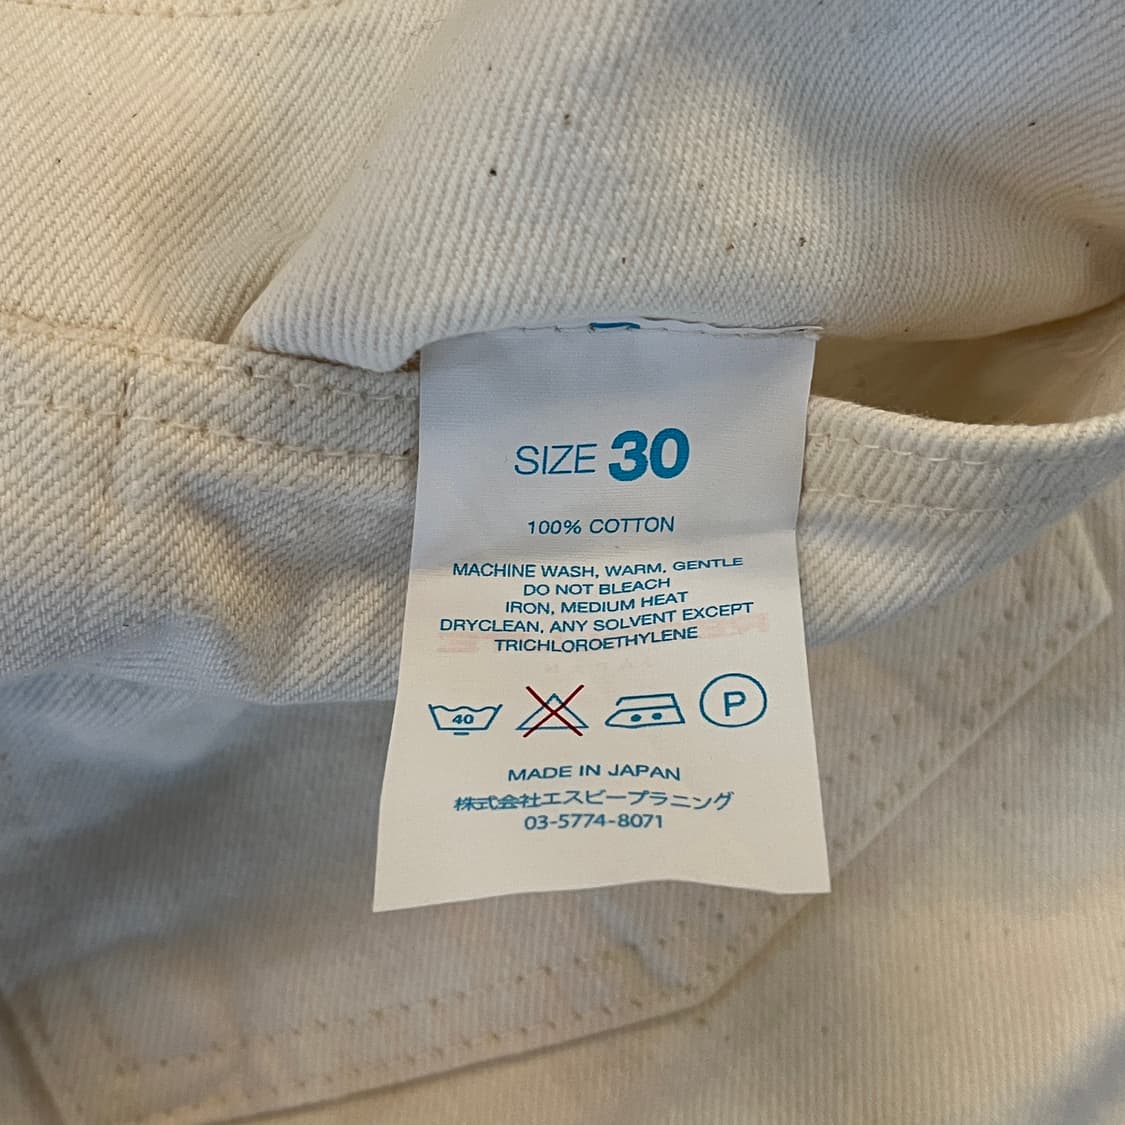 SIZE 30
100% COTTON
MACHINE WASH, WARM, GENTLE
DO NOT BLEACH
IRON, MEDIUM HEAT
DRYCLEAN, ANY SOLVENT EXCEPT
TRICHLOROETHYLENE
40 P
MADE IN JAPAN
株式会社エスビープラニング
03-5774-8071